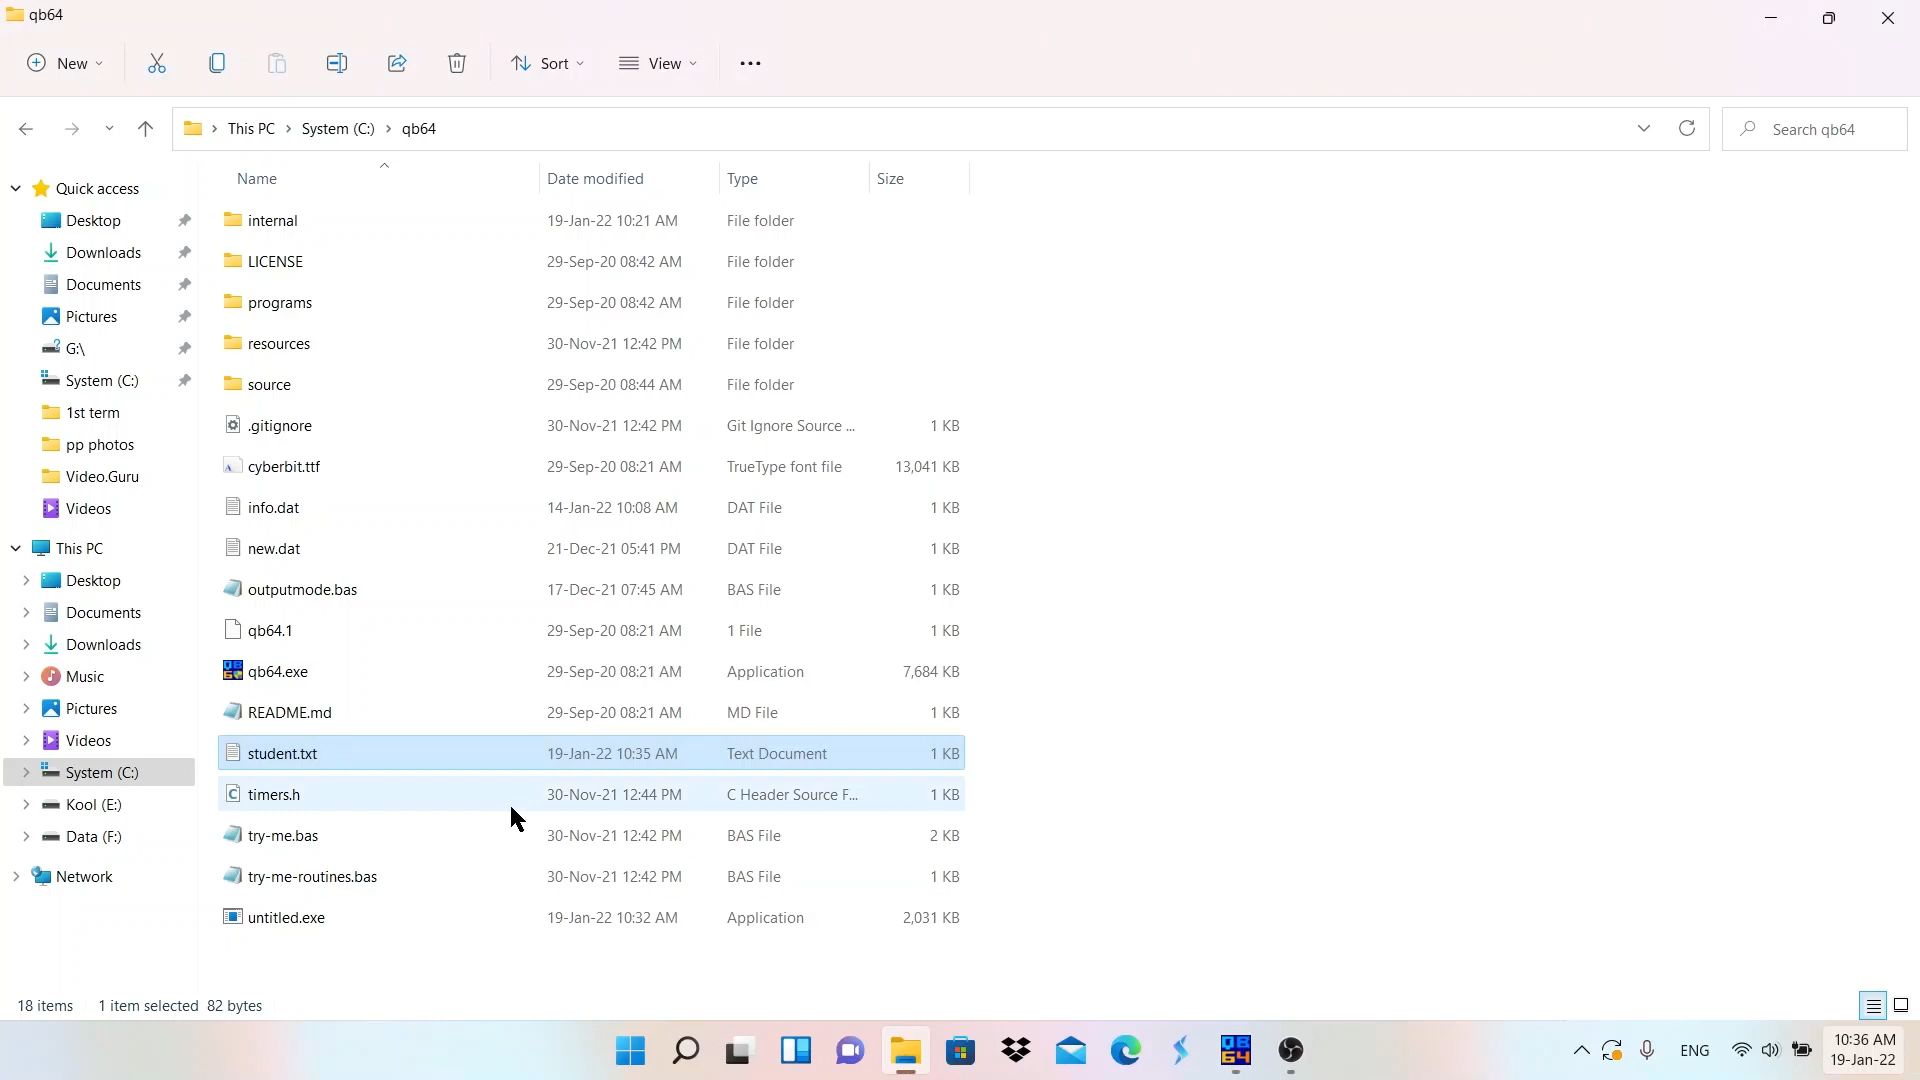 qb64
New
Sort
View
This PC > System (C:) > qb64
Search qb64
Name Date modified Type Size
Quick access
Desktop
Downloads
Documents
Pictures
G:\
System (C:)
1st term
pp photos
Video.Guru
Videos
This PC
Desktop
Documents
Downloads
Music
Pictures
Videos
System (C:)
Kool (E:)
Data (F:)
Network
internal 19-Jan-22 10:21 AM File folder
LICENSE 29-Sep-20 08:42 AM File folder
programs 29-Sep-20 08:42 AM File folder
resources 30-Nov-21 12:42 PM File folder
source 29-Sep-20 08:44 AM File folder
.gitignore 30-Nov-21 12:42 PM Git Ignore Source ... 1 KB
cyberbit.ttf 29-Sep-20 08:21 AM TrueType font file 13,041 KB
info.dat 14-Jan-22 10:08 AM DAT File 1 KB
new.dat 21-Dec-21 05:41 PM DAT File 1 KB
outputmode.bas 17-Dec-21 07:45 AM BAS File 1 KB
qb64.1 29-Sep-20 08:21 AM 1 File 1 KB
qb64.exe 29-Sep-20 08:21 AM Application 7,684 KB
README.md 29-Sep-20 08:21 AM MD File 1 KB
student.txt 19-Jan-22 10:35 AM Text Document 1 KB
timers.h 30-Nov-21 12:44 PM C Header Source F... 1 KB
try-me.bas 30-Nov-21 12:42 PM BAS File 2 KB
try-me-routines.bas 30-Nov-21 12:42 PM BAS File 1 KB
untitled.exe 19-Jan-22 10:32 AM Application 2,031 KB
18 items 1 item selected 82 bytes
QB
64
ENG
10:36 AM
19-Jan-22